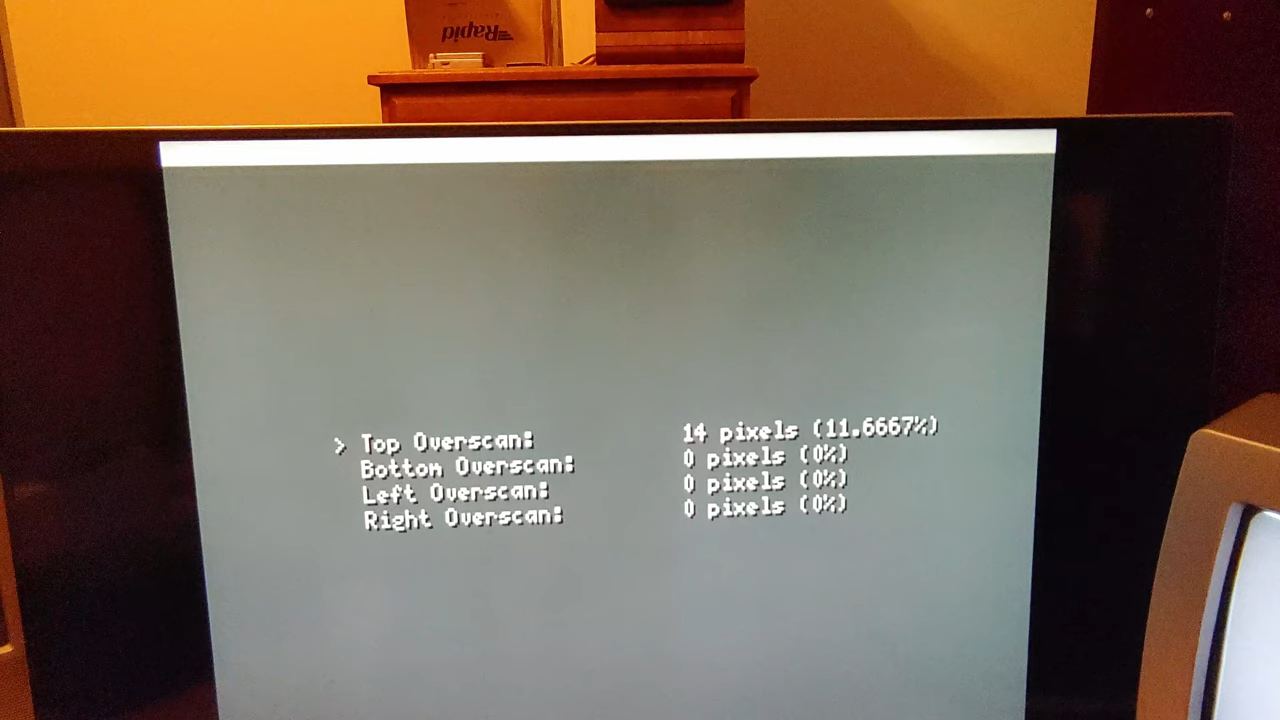 Rapid
> Top Overscan: 14 pixels (11.6667%)
Bottom Overscan: 0 pixels (0%)
Left Overscan: 0 pixels (0%)
Right Overscan: 0 pixels (0%)